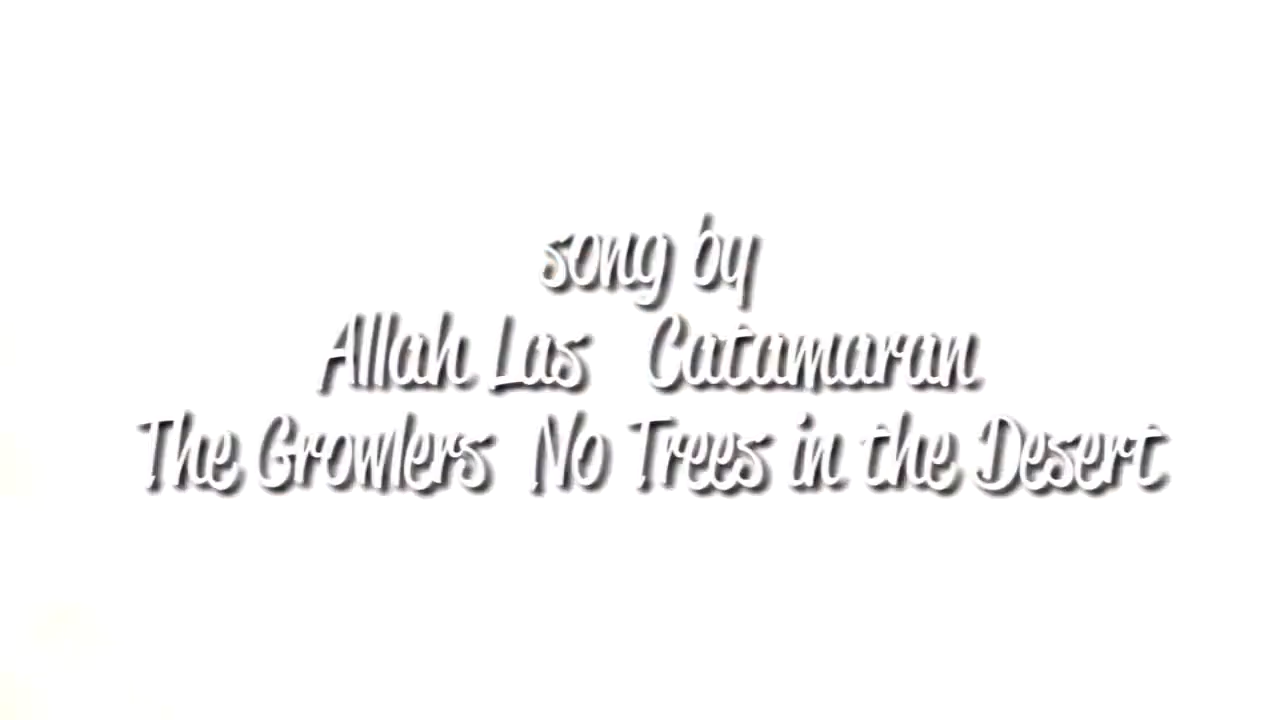 song by
Allah Las Catamaran
The Growlers No Trees in the Desert